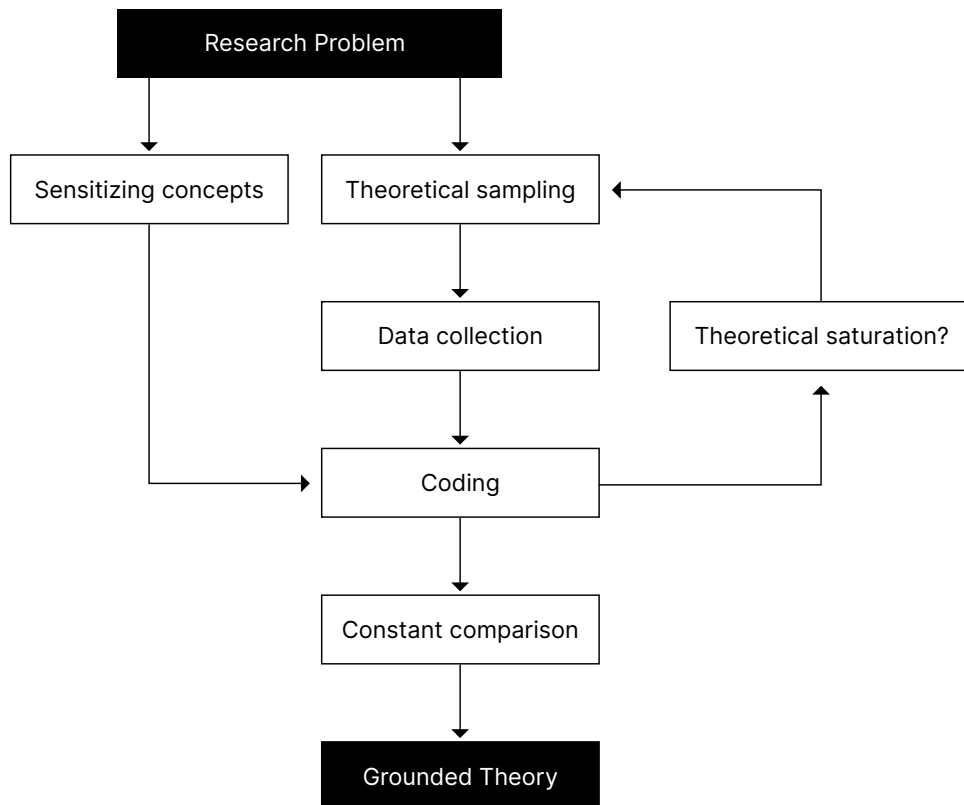 Research Problem
Sensitizing concepts
Theoretical sampling
Data collection
Theoretical saturation?
Coding
Constant comparison
Grounded Theory